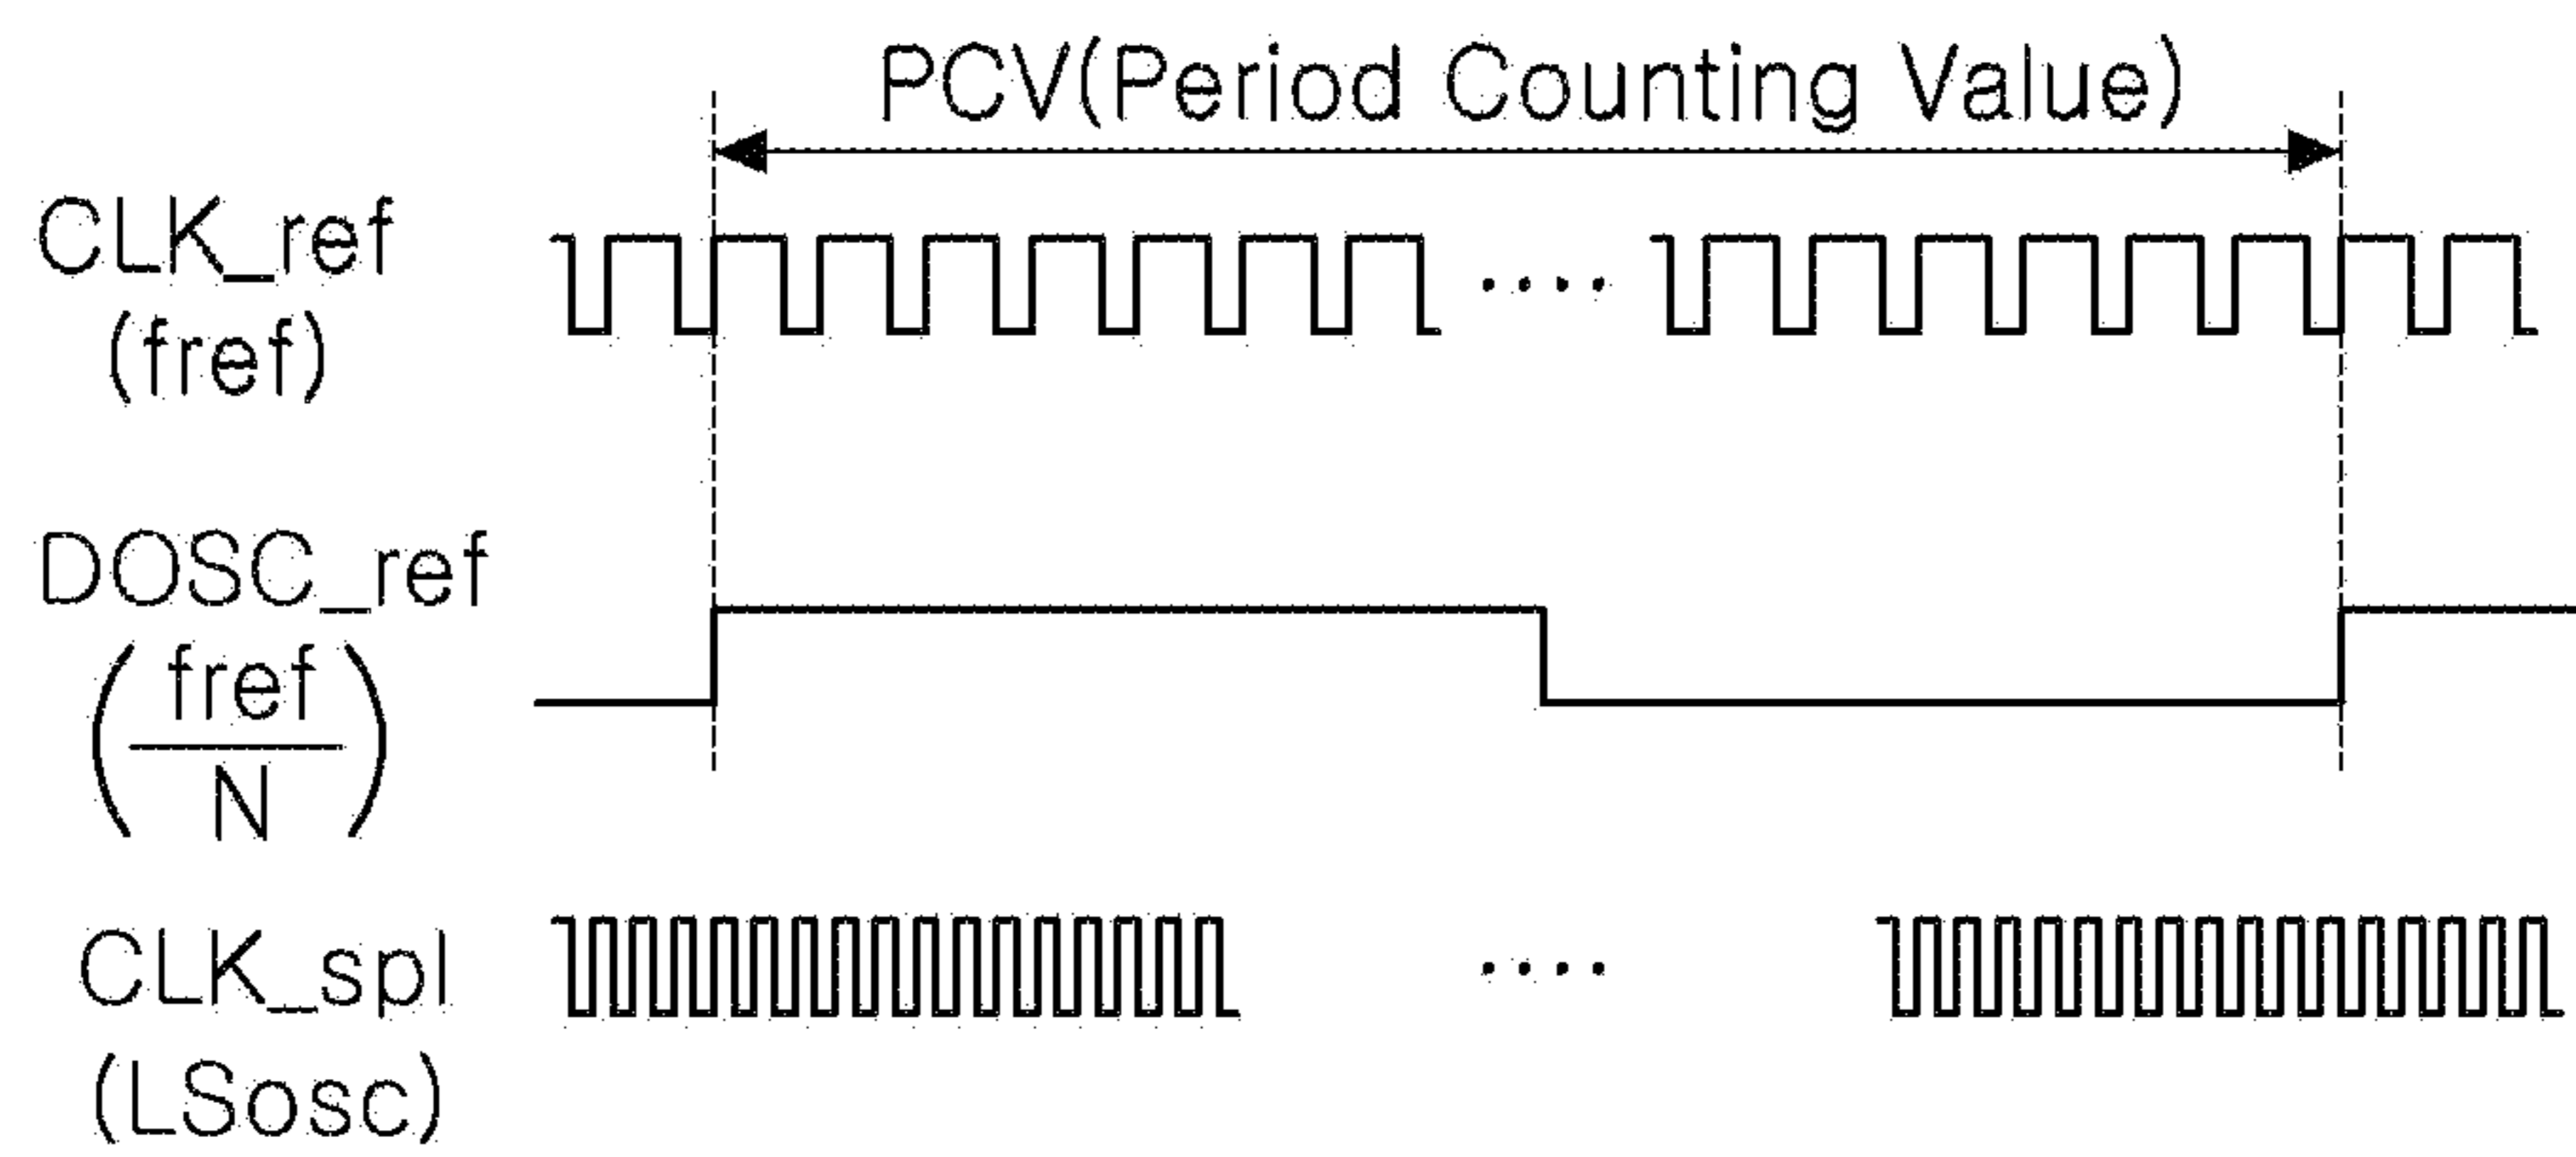 PCV(Period Counting Value)
CLK_ref
(fref)
DOSC_ref
(fref
N)
CLK_spl
(LSosc)